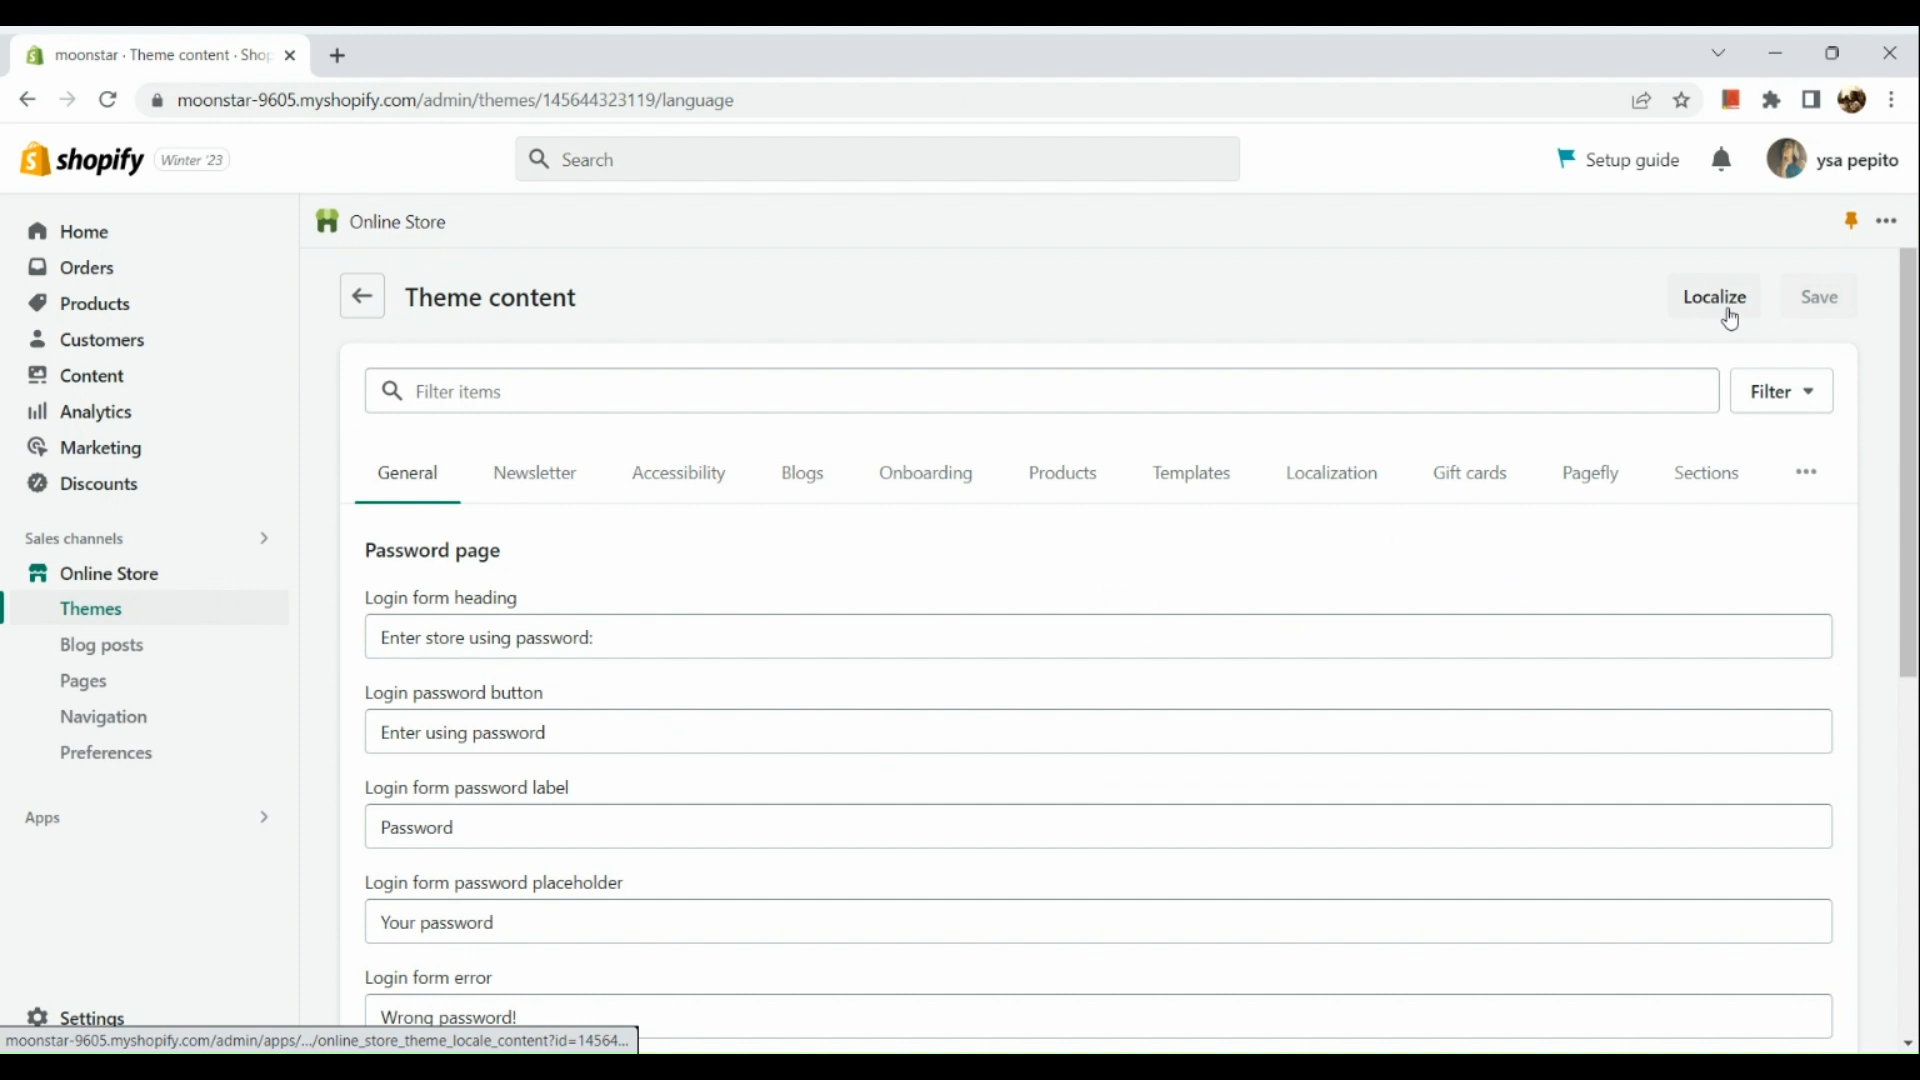 moonstar · Theme content · Shop
moonstar-9605.myshopify.com/admin/themes/145644323119/language
shopify
Winter '23
Search
Setup guide
ysa pepito
Home
Orders
Products
Customers
Content
Analytics
Marketing
Discounts
Sales channels
Online Store
Themes
Blog posts
Pages
Navigation
Preferences
Apps
Settings
Online Store
Theme content
Localize
Save
Filter items
Filter
General
Newsletter
Accessibility
Blogs
Onboarding
Products
Templates
Localization
Gift cards
Pagefly
Sections
Password page
Login form heading
Enter store using password:
Login password button
Enter using password
Login form password label
Password
Login form password placeholder
Your password
Login form error
Wrong password!
moonstar-9605.myshopify.com/admin/apps/.../online_store_theme_locale_content?id=14564...